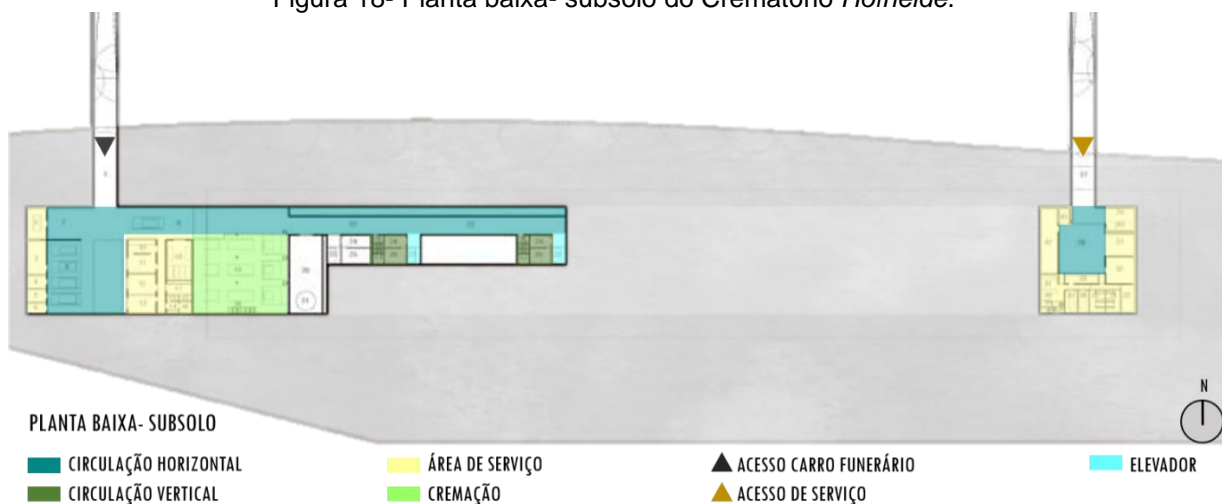 Figura 18- Planta baixa- subsolo do Crematório Hofheide.
N
PLANTA BAIXA- SUBSOLO
CIRCULAÇÃO HORIZONTAL
ÁREA DE SERVIÇO
ACESSO CARRO FUNERÁRIO
ELEVADOR
CIRCULAÇÃO VERTICAL
CREMAÇÃO
ACESSO DE SERVIÇO